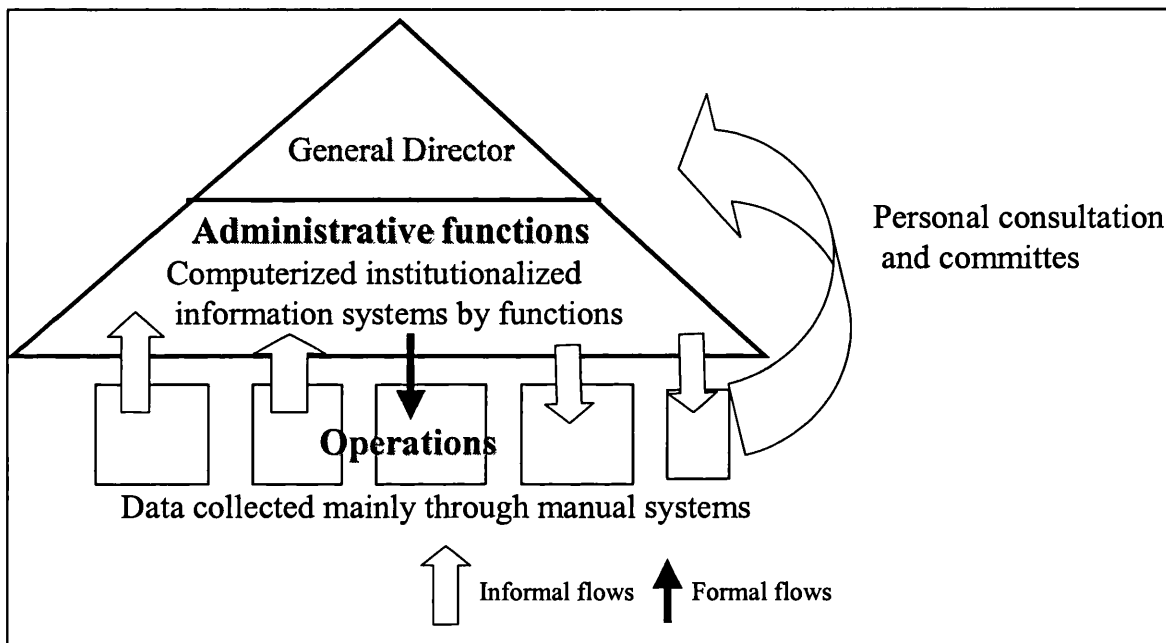 General Director
Administrative functions
Computerized institutionalized
information systems by functions
Personal consultation
and committes
Operations
Data collected mainly through manual systems
Informal flows
Formal flows